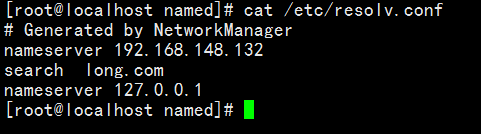 [root@localhost named]# cat /etc/resolv.conf
# Generated by NetworkManager
nameserver 192.168.148.132
search  long.com
nameserver 127.0.0.1
[root@localhost named]#